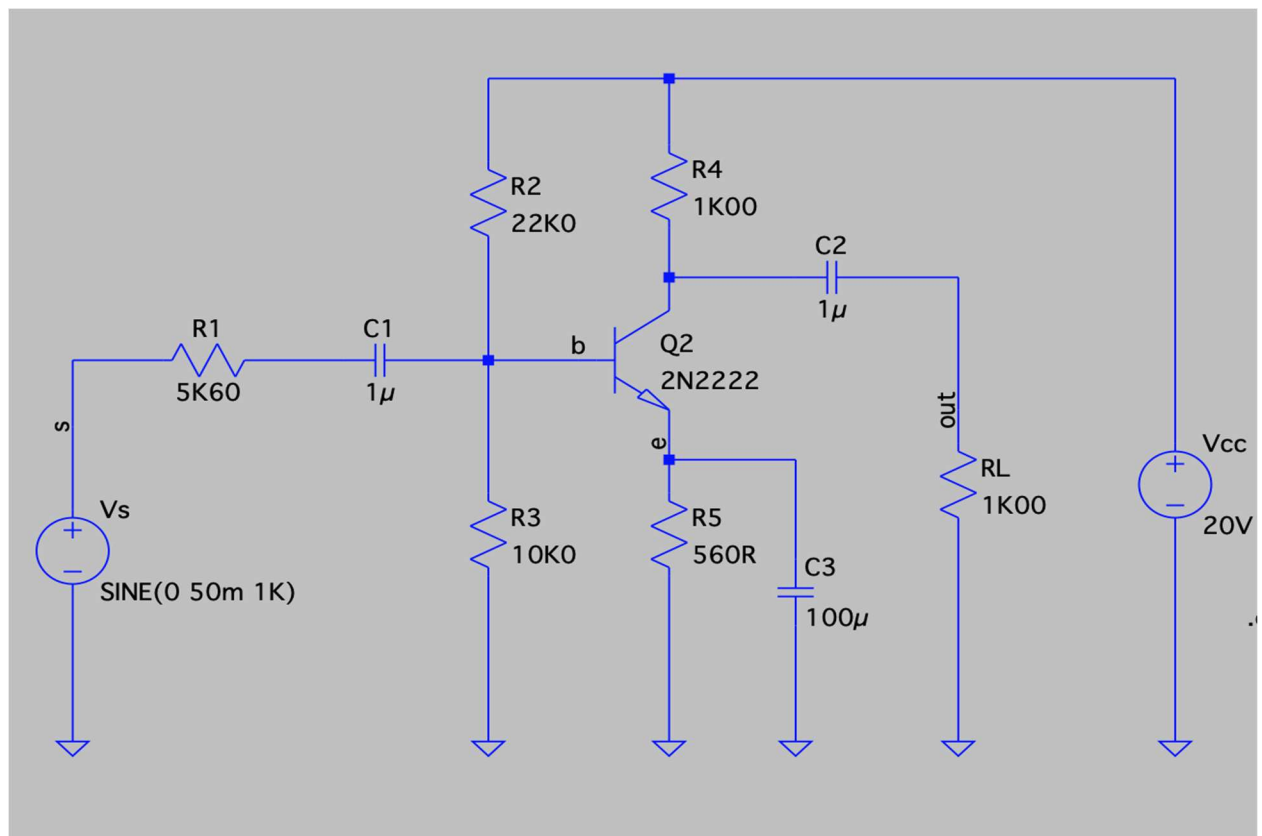 R4
1K00
R2
22K0
C2
1µ
R1
5K60
C1
1µ
b
Q2
2N2222
s
e
out
Vcc
20V
RL
1K00
Vs
SINE(0 50m 1K)
R3
10K0
R5
560R
C3
100µ